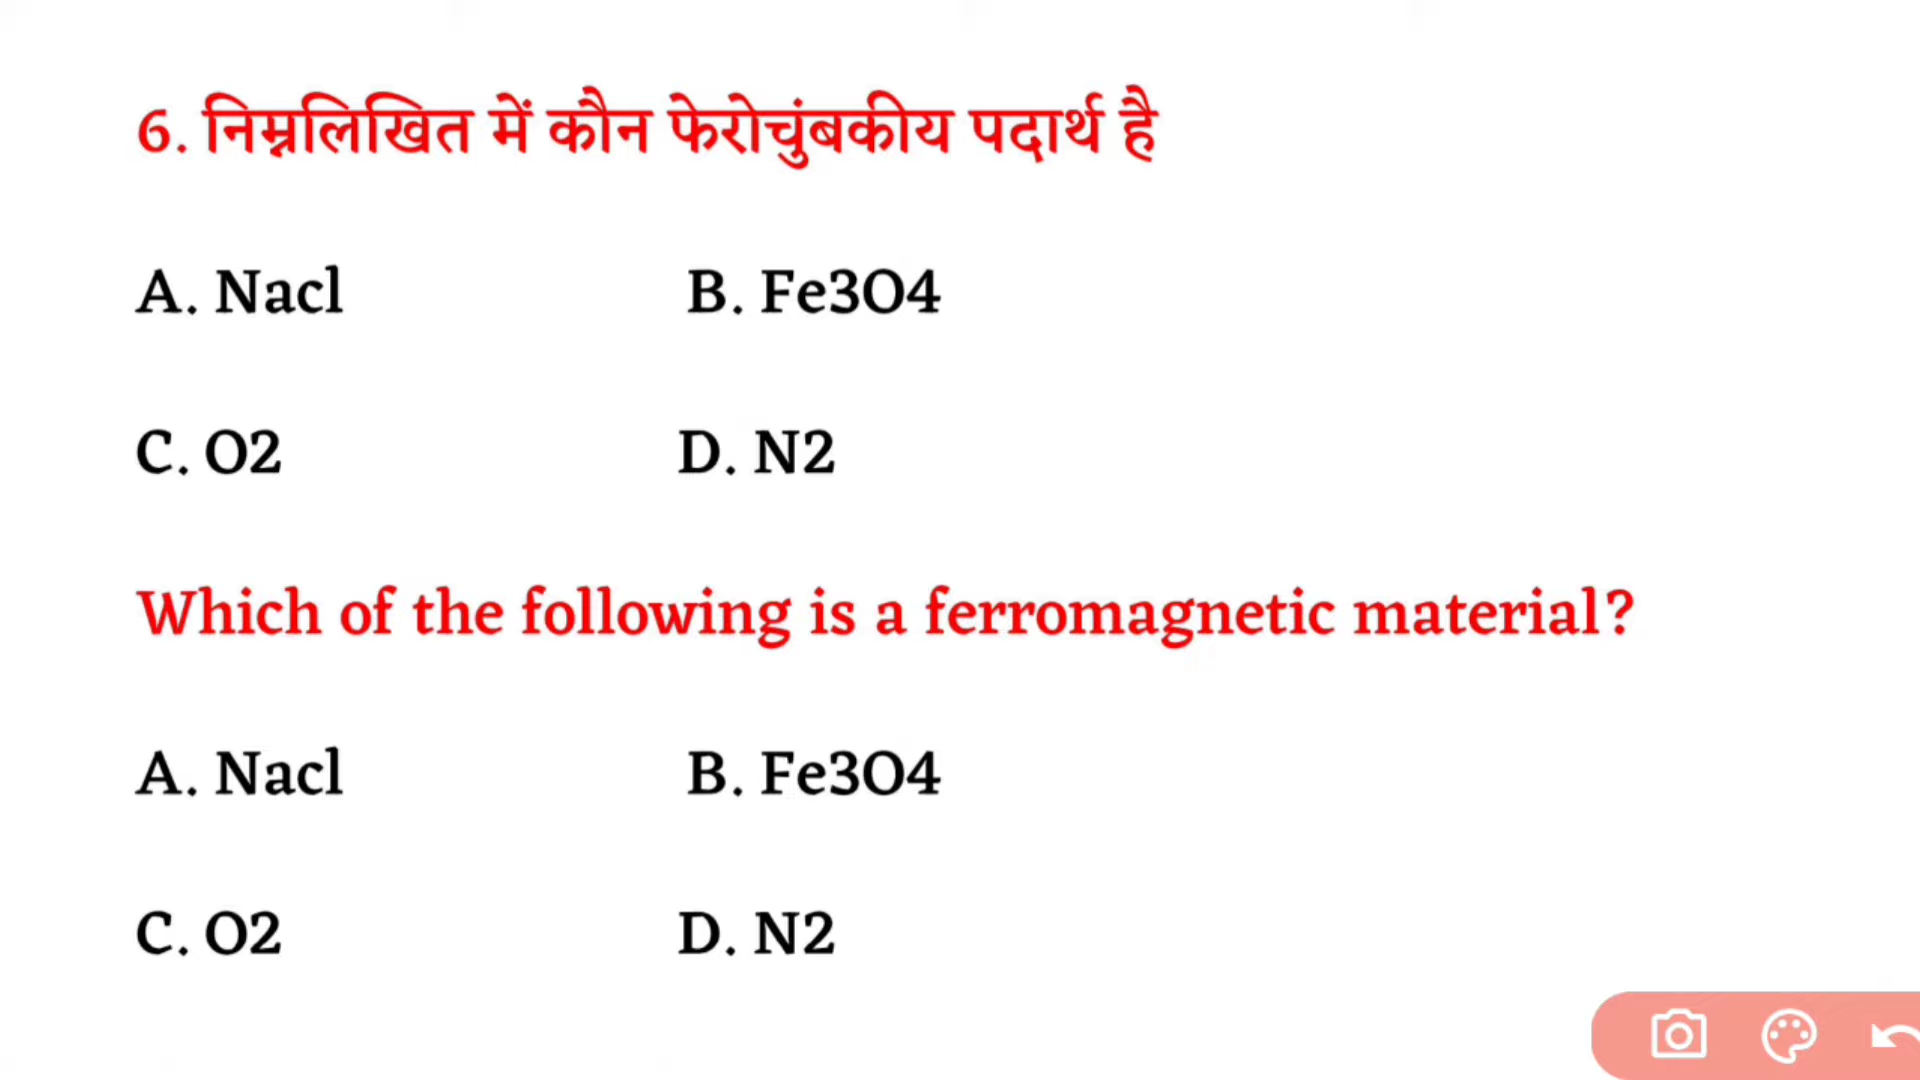 6. निम्नलिखित में कौन फेरोचुंबकीय पदार्थ है
A. Nacl B. Fe3O4
C. O2 D. N2
Which of the following is a ferromagnetic material?
A. Nacl B. Fe3O4
C. O2 D. N2